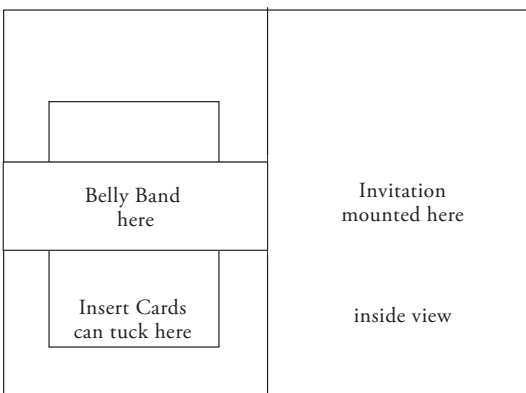 Belly Band
here
Insert Cards
can tuck here
Invitation
mounted here
inside view